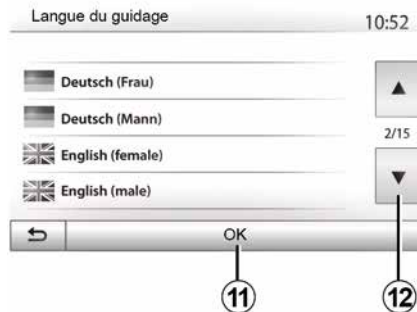 Langue du guidage 10:52
Deutsch (Frau)
Deutsch (Mann)
2/15
English (female)
English (male)
OK
11 12